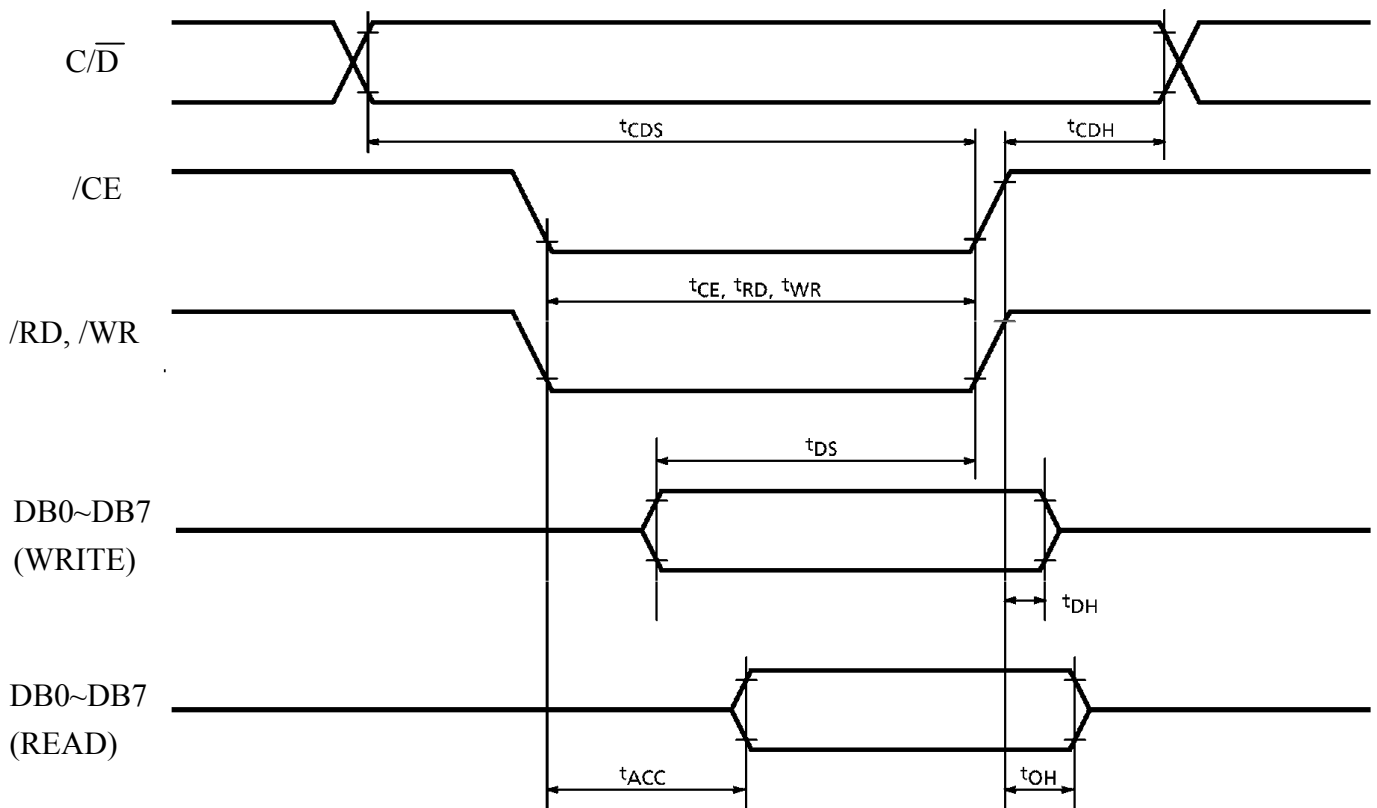 C/D̅
tCDS
tCDH
/CE
tCE, tRD, tWR
/RD, /WR
tDS
DB0~DB7
(WRITE)
tDH
DB0~DB7
(READ)
tACC
tOH